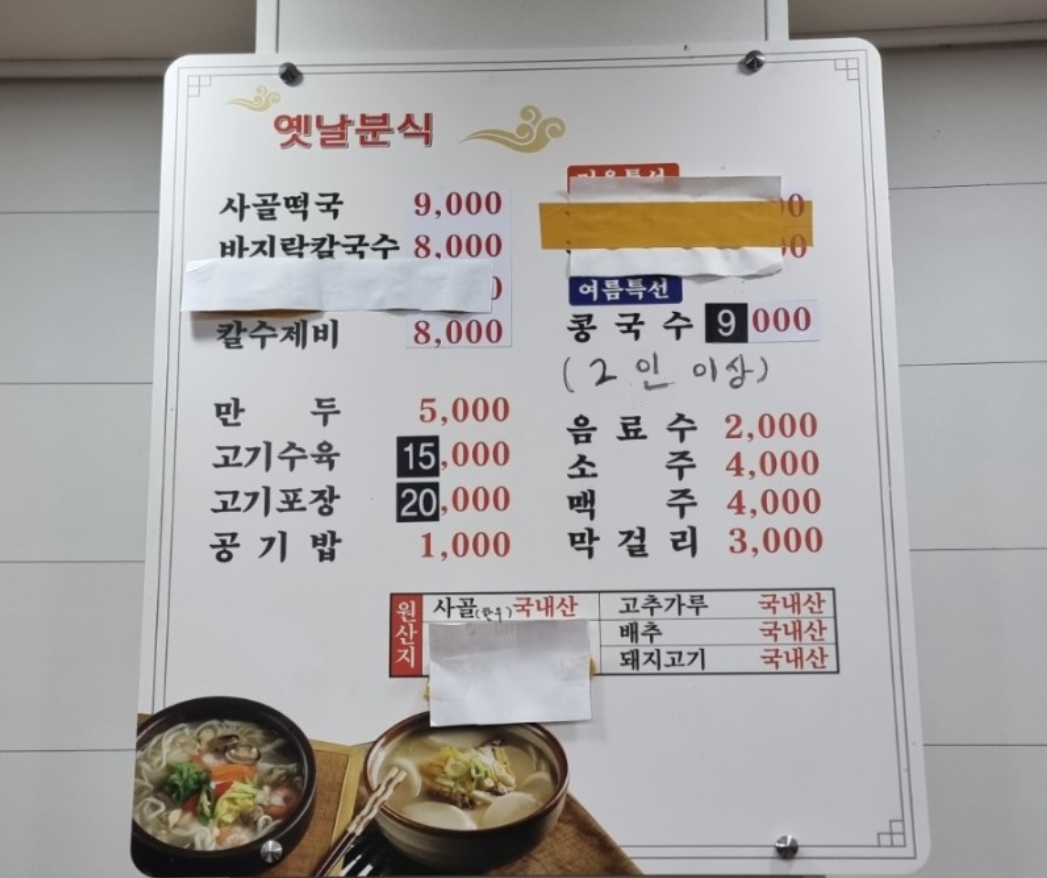 옛날분식
사골떡국 9,000
바지락칼국수 8,000
칼수제비 8,000
만두 5,000
고기수육 15,000
고기포장 20,000
공기밥 1,000
여름특선
콩국수 9000
(2인 이상)
음료수 2,000
소주 4,000
맥주 4,000
막걸리 3,000
원산지
사골(한우) 국내산
고추가루 국내산
배추 국내산
돼지고기 국내산